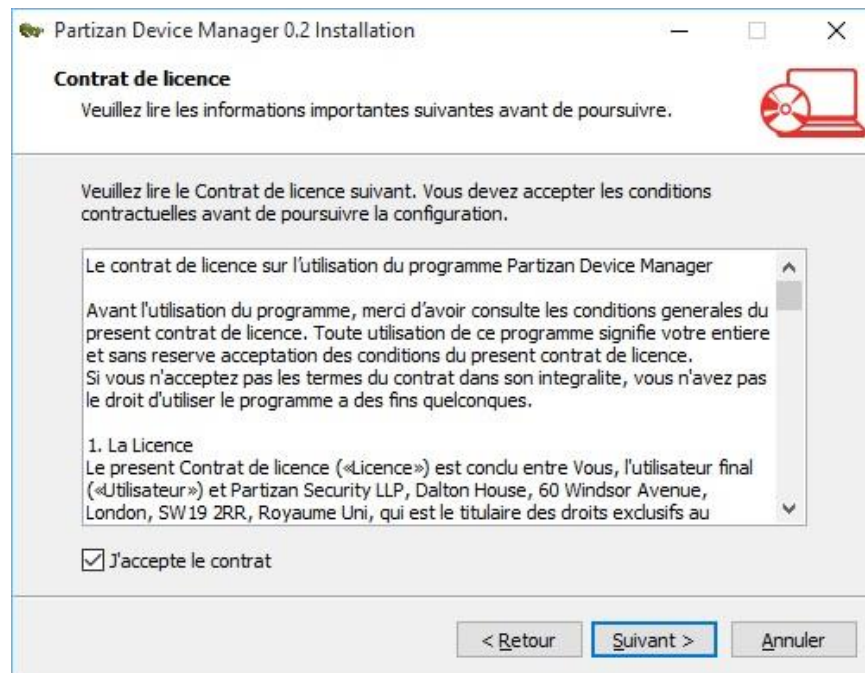 Partizan Device Manager 0.2 Installation
Contrat de licence
Veuillez lire les informations importantes suivantes avant de poursuivre.
Veuillez lire le Contrat de licence suivant. Vous devez accepter les conditions
contractuelles avant de poursuivre la configuration.
Le contrat de licence sur l’utilisation du programme Partizan Device Manager
Avant l'utilisation du programme, merci d’avoir consulte les conditions generales du
present contrat de licence. Toute utilisation de ce programme signifie votre entiere
et sans reserve acceptation des conditions du present contrat de licence.
Si vous n'acceptez pas les termes du contrat dans son integralite, vous n'avez pas
le droit d'utiliser le programme a des fins quelconques.
1. La Licence
Le present Contrat de licence («Licence») est conclu entre Vous, l'utilisateur final
(«Utilisateur») et Partizan Security LLP, Dalton House, 60 Windsor Avenue,
London, SW19 2RR, Royaume Uni, qui est le titulaire des droits exclusifs au
J'accepte le contrat
< Retour
Suivant >
Annuler